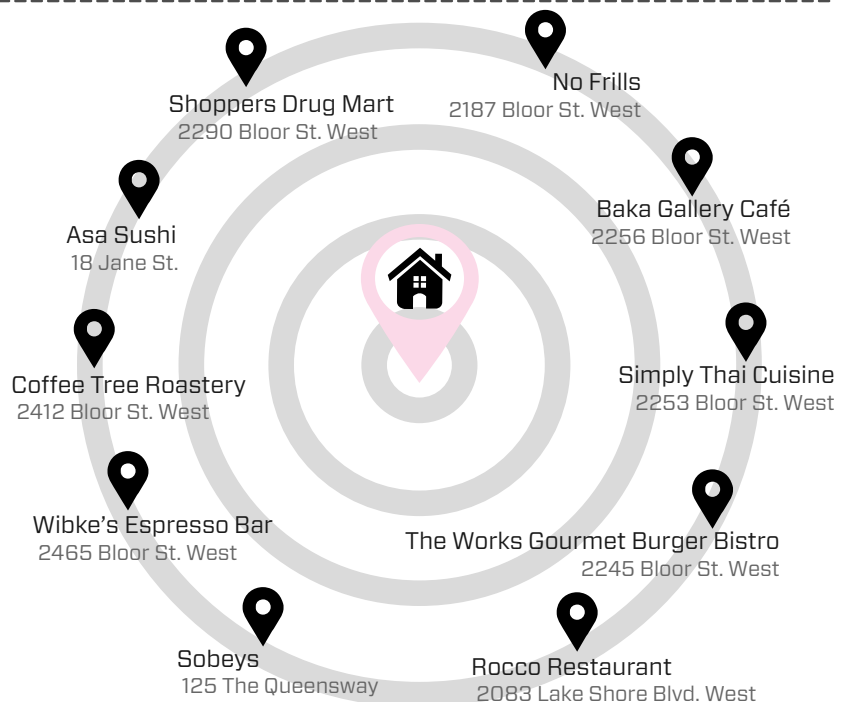 No Frills
2187 Bloor St. West
Shoppers Drug Mart
2290 Bloor St. West
Baka Gallery Café
2256 Bloor St. West
Asa Sushi
18 Jane St.
Simply Thai Cuisine
2253 Bloor St. West
Coffee Tree Roastery
2412 Bloor St. West
Wibke’s Espresso Bar
2465 Bloor St. West
The Works Gourmet Burger Bistro
2245 Bloor St. West
Sobeys
125 The Queensway
Rocco Restaurant
2083 Lake Shore Blvd. West